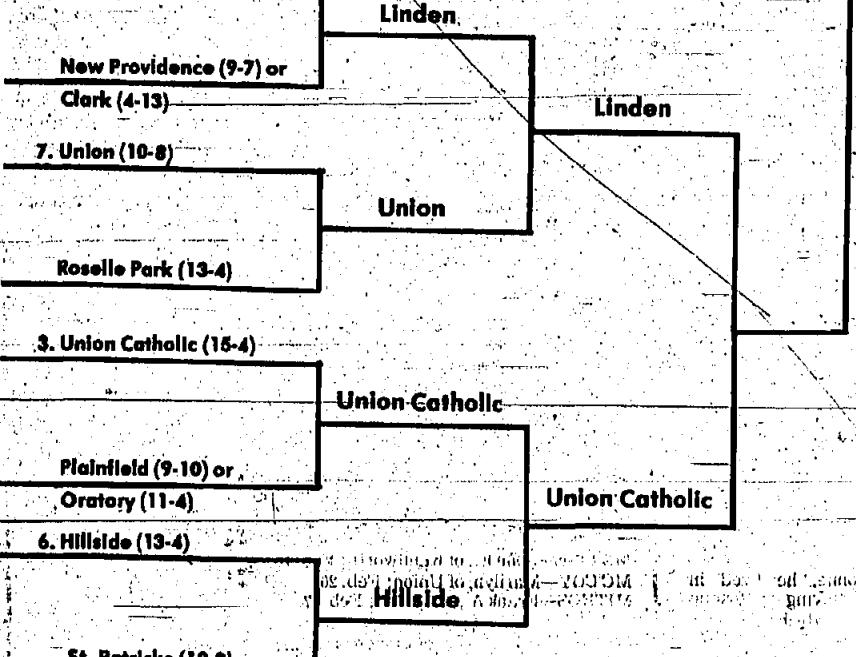 Linden
New Providence (9-7) or
Clark (4-13)
Linden
7. Union (10-8)
Union
Roselle Park (13-4)
3. Union Catholic (15-4)
Union Catholic
Plainfield (9-10) or
Oratory (11-4)
Union Catholic
6. Hillside (13-4)
Hillside
St. Patricks